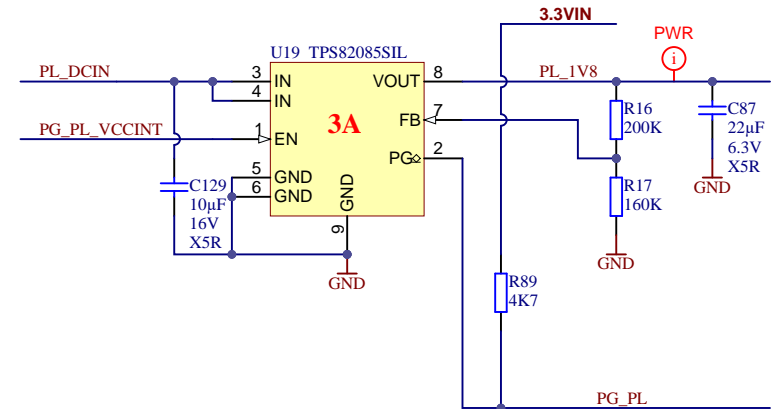 3.3VIN
PWR
i
U19 TPS82085SIL
PL_DCIN
3 IN
VOUT 8
PL_1V8
4 IN
R16
200K
C87
22µF
6.3V
X5R
GND
3A
FB 7
PG_PL_VCCINT
1 EN
PG 2
5 GND
6 GND
GND
9
C129
10µF
16V
X5R
R17
160K
GND
GND
R89
4K7
PG_PL